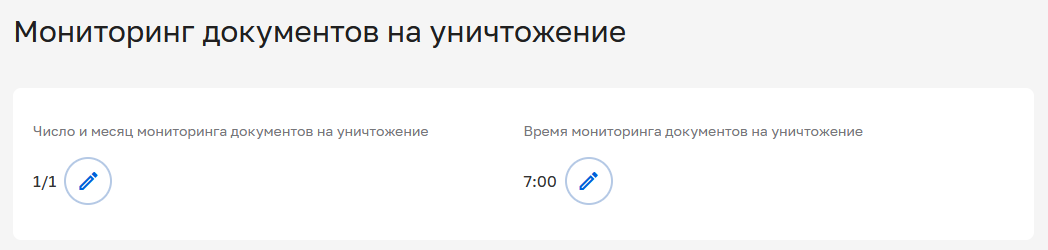 Мониторинг документов на уничтожение
Число и месяц мониторинга документов на уничтожение
Время мониторинга документов на уничтожение
1/1
7:00